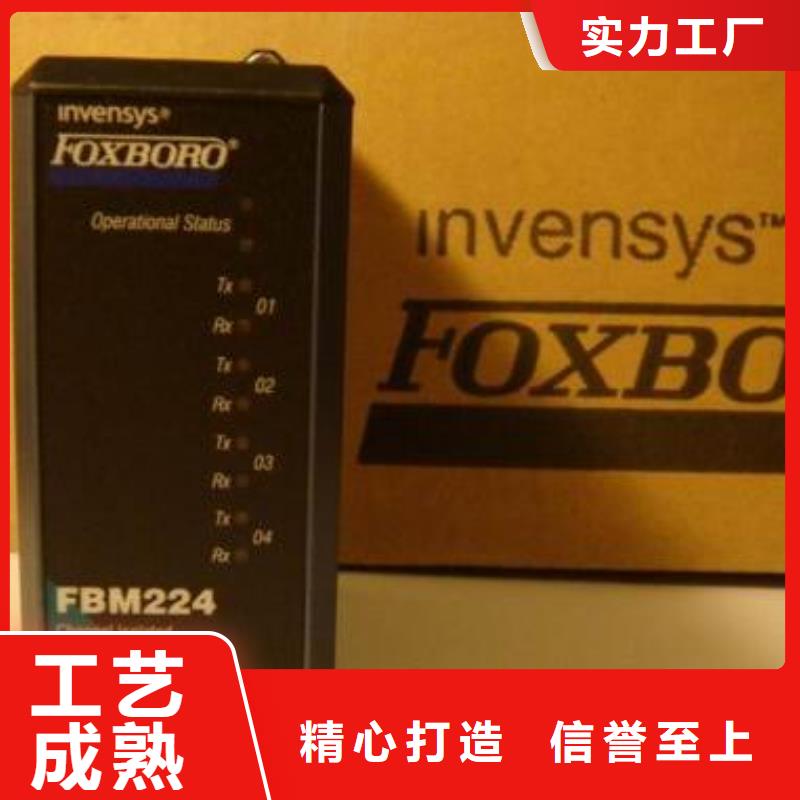 实力工厂
invensys®
FOXBORO®
Operational Status
Tx
01
Rx
Tx
02
Rx
Tx
03
Rx
Tx
04
Rx
FBM224
invensys™
FOXBO
工艺
成熟
精心打造 信誉至上